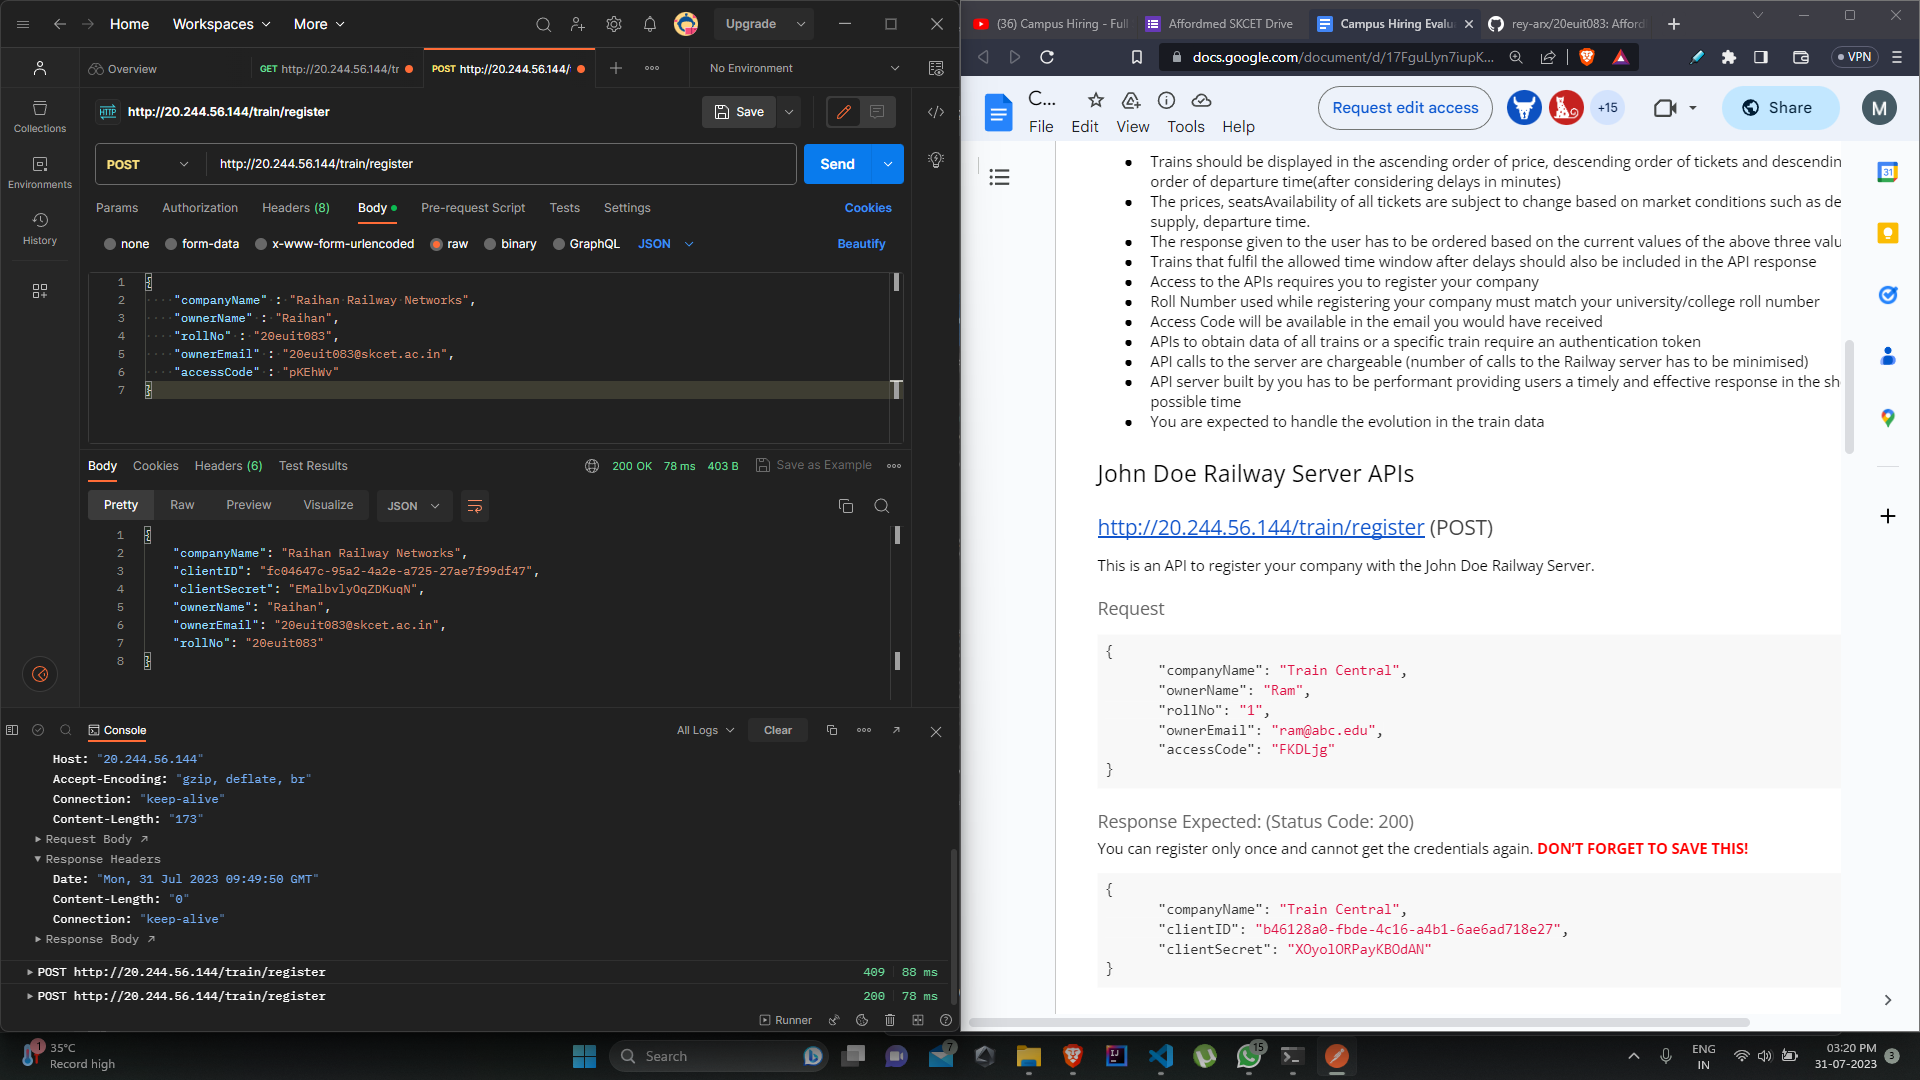 Home
Workspaces
More
Upgrade
Overview
GET http://20.244.56.144/tr
POST http://20.244.56.144/
No Environment
HTTP
http://20.244.56.144/train/register
Save
POST
http://20.244.56.144/train/register
Send
Params
Authorization
Headers (8)
Body
Pre-request Script
Tests
Settings
Cookies
none
form-data
x-www-form-urlencoded
raw
binary
GraphQL
JSON
Beautify
1 {
2 "companyName" : "Raihan Railway Networks",
3 "ownerName" : "Raihan",
4 "rollNo" : "20euit083",
5 "ownerEmail" : "20euit083@skcet.ac.in",
6 "accessCode" : "pKEhWv"
7 }
Collections
Environments
History
Body
Cookies
Headers (6)
Test Results
200 OK
78 ms
403 B
Save as Example
Pretty
Raw
Preview
Visualize
JSON
1 {
2 "companyName": "Raihan Railway Networks",
3 "clientID": "fc04647c-95a2-4a2e-a725-27ae7f99df47",
4 "clientSecret": "EMalbvlyOqZDKuqN",
5 "ownerName": "Raihan",
6 "ownerEmail": "20euit083@skcet.ac.in",
7 "rollNo": "20euit083"
8 }
Console
All Logs
Clear
Host: "20.244.56.144"
Accept-Encoding: "gzip, deflate, br"
Connection: "keep-alive"
Content-Length: "173"
Request Body
Response Headers
Date: "Mon, 31 Jul 2023 09:49:50 GMT"
Content-Length: "0"
Connection: "keep-alive"
Response Body
POST http://20.244.56.144/train/register
409
88 ms
POST http://20.244.56.144/train/register
200
78 ms
Runner
(36) Campus Hiring - Full
Affordmed SKCET Drive
Campus Hiring Evalu
rey-arx/20euit083: Afford
docs.google.com/document/d/17FguLlyn7iupK...
VPN
C...
File
Edit
View
Tools
Help
Request edit access
+15
Share
M
31
• Trains should be displayed in the ascending order of price, descending order of tickets and descendin
order of departure time(after considering delays in minutes)
• The prices, seatsAvailability of all tickets are subject to change based on market conditions such as de
supply, departure time.
• The response given to the user has to be ordered based on the current values of the above three valu
• Trains that fulfil the allowed time window after delays should also be included in the API response
• Access to the APIs requires you to register your company
• Roll Number used while registering your company must match your university/college roll number
• Access Code will be available in the email you would have received
• APIs to obtain data of all trains or a specific train require an authentication token
• API calls to the server are chargeable (number of calls to the Railway server has to be minimised)
• API server built by you has to be performant providing users a timely and effective response in the sh
possible time
• You are expected to handle the evolution in the train data
John Doe Railway Server APIs
http://20.244.56.144/train/register (POST)
This is an API to register your company with the John Doe Railway Server.
Request
{
"companyName": "Train Central",
"ownerName": "Ram",
"rollNo": "1",
"ownerEmail": "ram@abc.edu",
"accessCode": "FKDLjg"
}
Response Expected: (Status Code: 200)
You can register only once and cannot get the credentials again. DON'T FORGET TO SAVE THIS!
{
"companyName": "Train Central",
"clientID": "b46128a0-fbde-4c16-a4b1-6ae6ad718e27",
"clientSecret": "XOyolORPayKBOdAN"
}
1
35°C
Record high
Search
7
15
ENG
IN
03:20 PM
31-07-2023
3